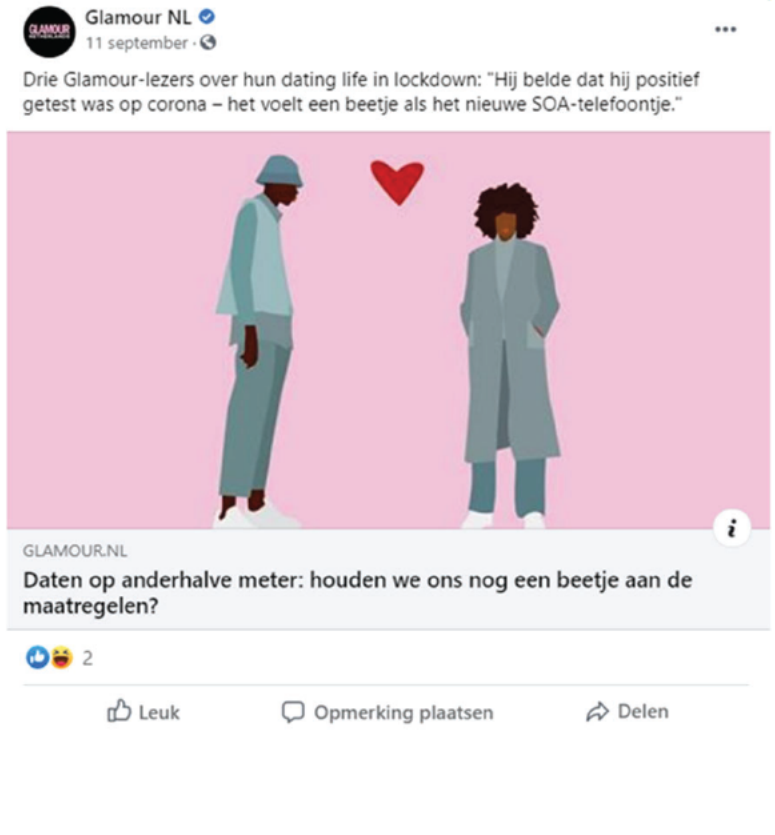 GLAMOUR
Glamour NL
11 september
Drie Glamour-lezers over hun dating life in lockdown: "Hij belde dat hij positief
getest was op corona – het voelt een beetje als het nieuwe SOA-telefoontje."
GLAMOUR.NL
Daten op anderhalve meter: houden we ons nog een beetje aan de
maatregelen?
2
Leuk Opmerking plaatsen Delen